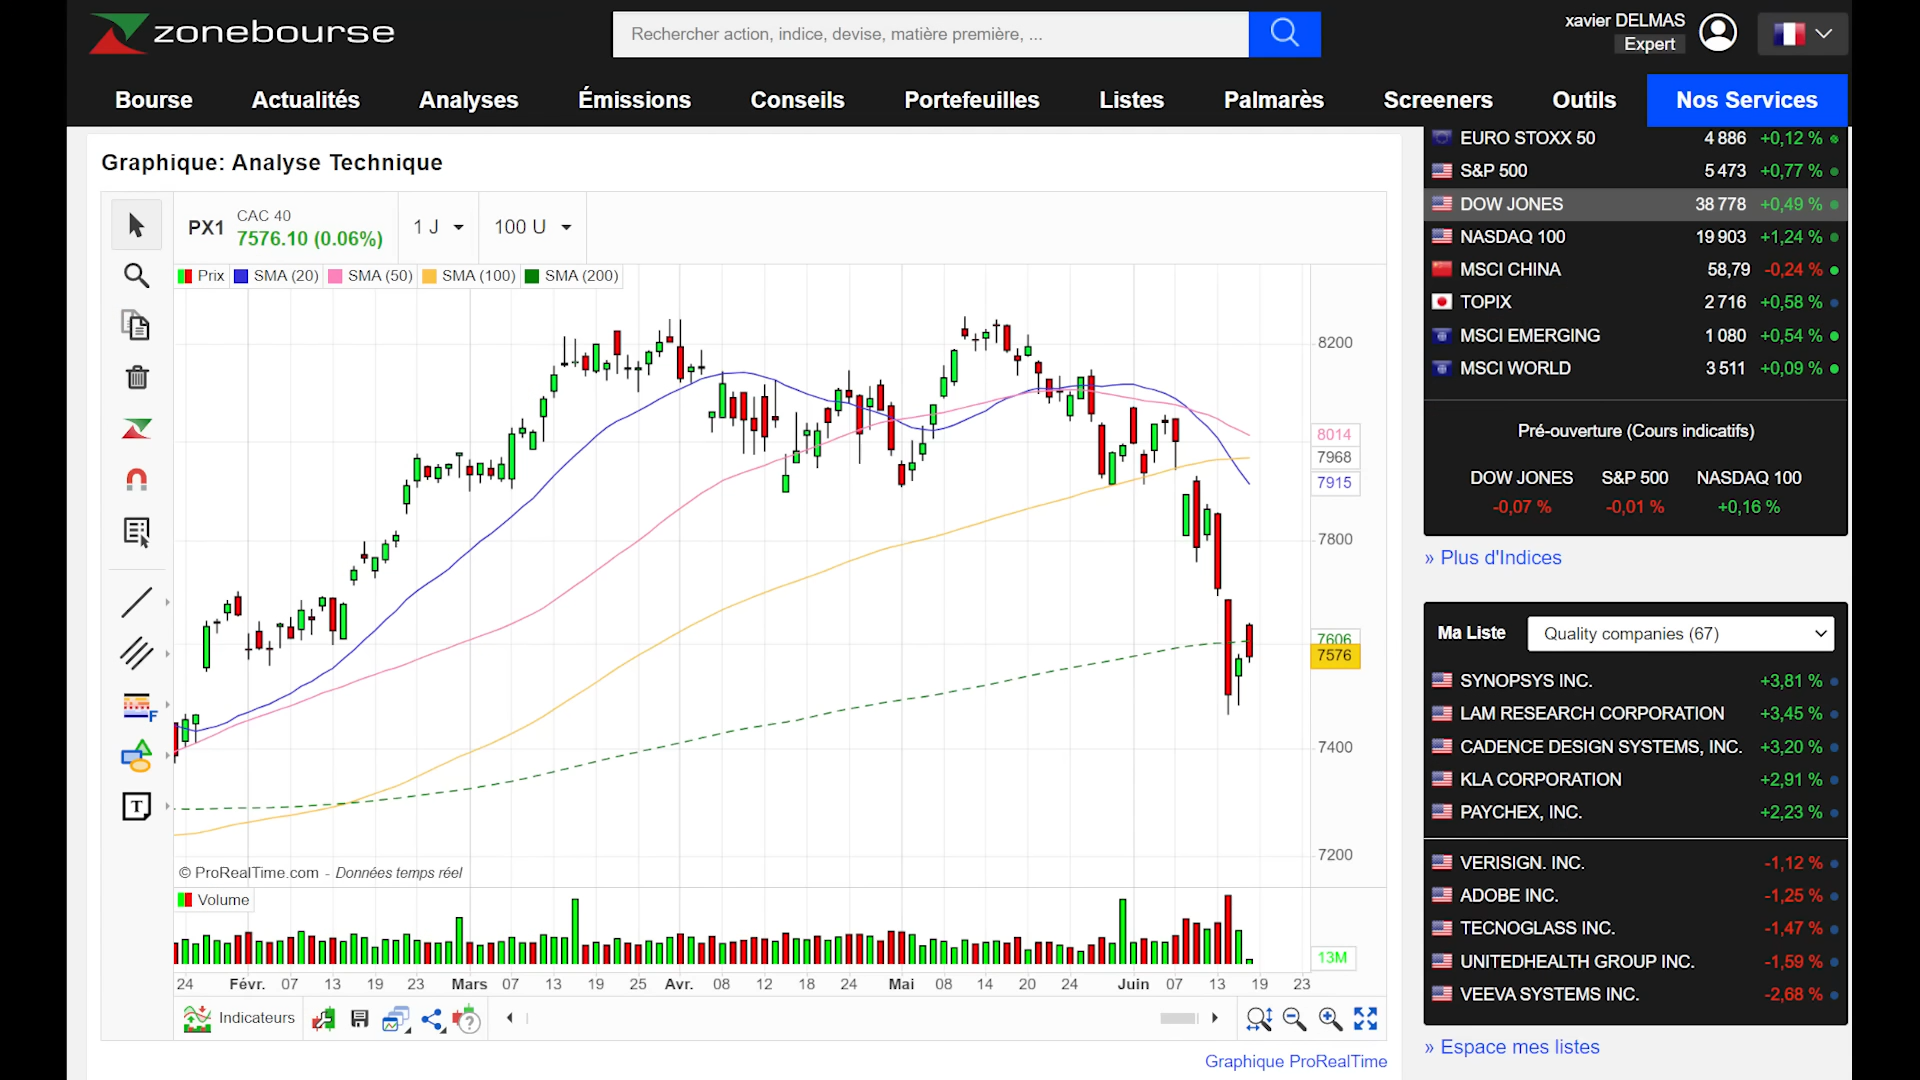 zonebourse
Rechercher action, indice, devise, matière première, ...
xavier DELMAS
Expert
Bourse Actualités Analyses Émissions Conseils Portefeuilles Listes Palmarès Screeners Outils Nos Services
Graphique: Analyse Technique
PX1 CAC 40
7576.10 (0.06%)
1 J 100 U
Prix SMA (20) SMA (50) SMA (100) SMA (200)
8200
8014
7968
7915
7800
7606
7576
7400
7200
© ProRealTime.com - Données temps réel
Volume
13M
24 Févr. 07 13 19 23 Mars 07 13 19 25 Avr. 08 12 18 24 Mai 08 14 20 24 Juin 07 13 19 23
Indicateurs
Graphique ProRealTime
EURO STOXX 50 4 886 +0,12 %
S&P 500 5 473 +0,77 %
DOW JONES 38 778 +0,49 %
NASDAQ 100 19 903 +1,24 %
MSCI CHINA 58,79 -0,24 %
TOPIX 2 716 +0,58 %
MSCI EMERGING 1 080 +0,54 %
MSCI WORLD 3 511 +0,09 %
Pré-ouverture (Cours indicatifs)
DOW JONES S&P 500 NASDAQ 100
-0,07 % -0,01 % +0,16 %
» Plus d'Indices
Ma Liste Quality companies (67)
SYNOPSYS INC. +3,81 %
LAM RESEARCH CORPORATION +3,45 %
CADENCE DESIGN SYSTEMS, INC. +3,20 %
KLA CORPORATION +2,91 %
PAYCHEX, INC. +2,23 %
VERISIGN. INC. -1,12 %
ADOBE INC. -1,25 %
TECNOGLASS INC. -1,47 %
UNITEDHEALTH GROUP INC. -1,59 %
VEEVA SYSTEMS INC. -2,68 %
» Espace mes listes